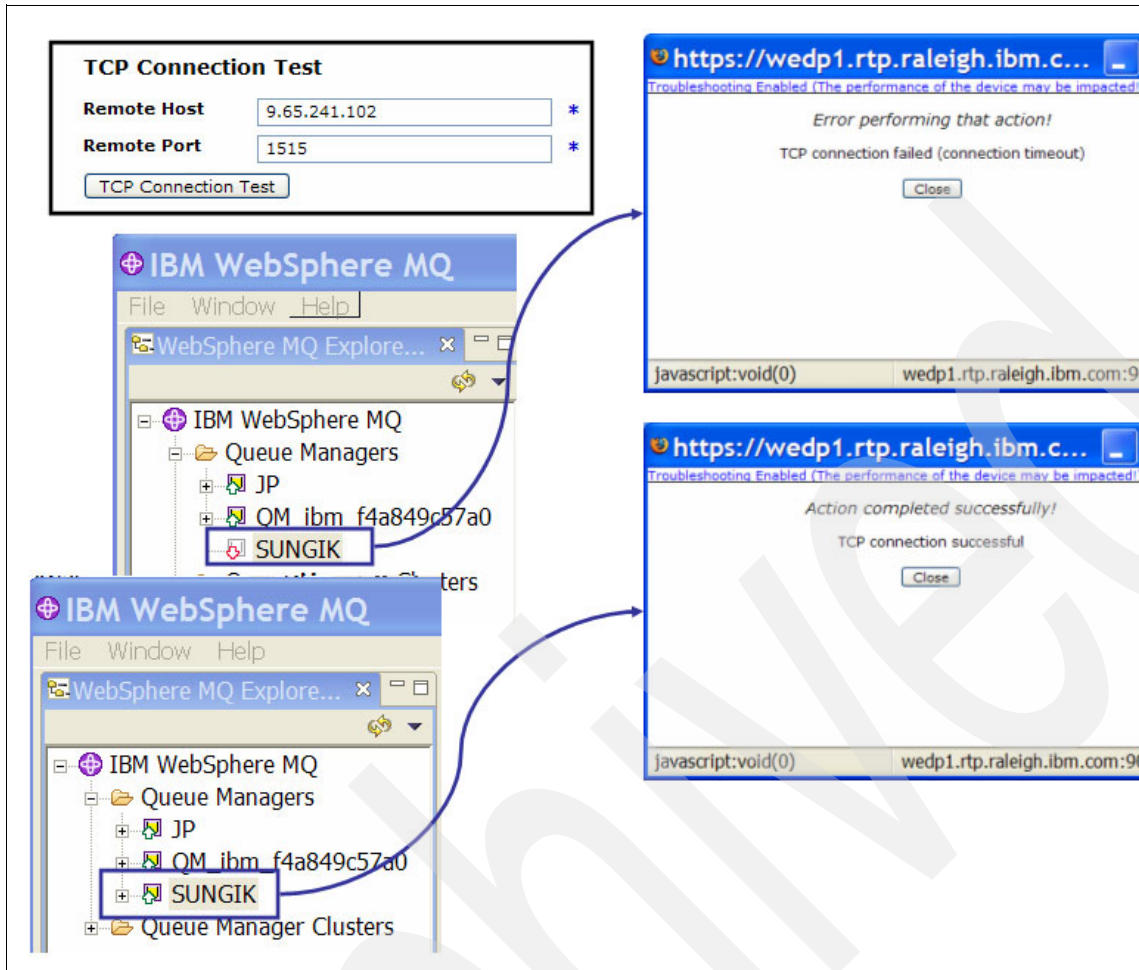 TCP Connection Test
Remote Host 9.65.241.102 *
Remote Port 1515 *
TCP Connection Test
IBM WebSphere MQ
File Window Help
WebSphere MQ Explore...
IBM WebSphere MQ
Queue Managers
JP
QM_ibm_f4a849c57a0
SUNGIK
ters
IBM WebSphere MQ
File Window Help
WebSphere MQ Explore...
IBM WebSphere MQ
Queue Managers
JP
QM_ibm_f4a849c57a0
SUNGIK
Queue Manager Clusters
https://wedp1.rtp.raleigh.ibm.c...
Troubleshooting Enabled (The performance of the device may be impacted!
Error performing that action!
TCP connection failed (connection timeout)
Close
javascript:void(0) wedp1.rtp.raleigh.ibm.com:9
https://wedp1.rtp.raleigh.ibm.c...
Troubleshooting Enabled (The performance of the device may be impacted!
Action completed successfully!
TCP connection successful
Close
javascript:void(0) wedp1.rtp.raleigh.ibm.com:90